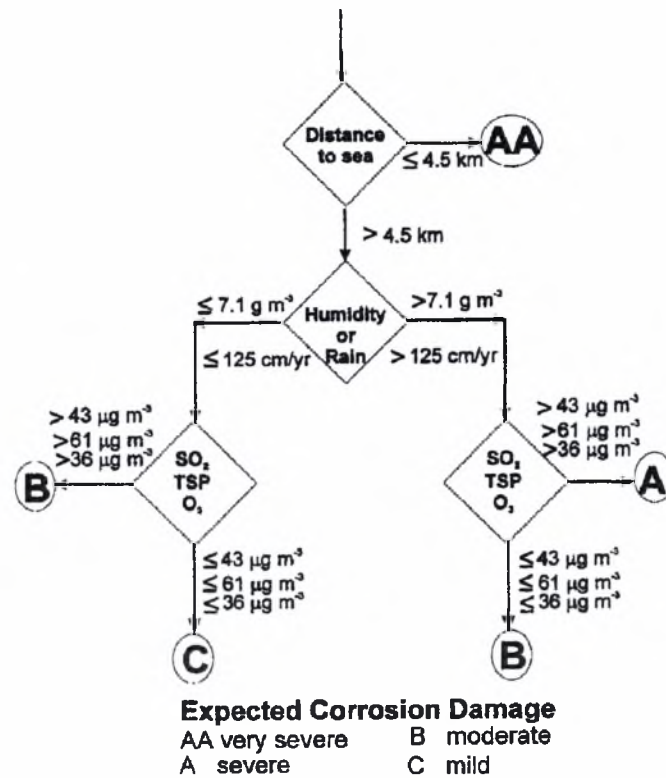 Distance
to sea
≤ 4.5 km
AA
> 4.5 km
≤ 7.1 g m⁻³
>7.1 g m⁻³
Humidity
or
Rain
≤ 125 cm/yr
> 125 cm/yr
> 43 µg m⁻³
>61 µg m⁻³
>36 µg m⁻³
B
SO₂
TSP
O₃
> 43 µg m⁻³
>61 µg m⁻³
>36 µg m⁻³
SO₂
TSP
O₃
A
≤ 43 µg m⁻³
≤ 61 µg m⁻³
≤ 36 µg m⁻³
C
≤ 43 µg m⁻³
≤ 61 µg m⁻³
≤ 36 µg m⁻³
B
Expected Corrosion Damage
AA very severe
B moderate
A severe
C mild